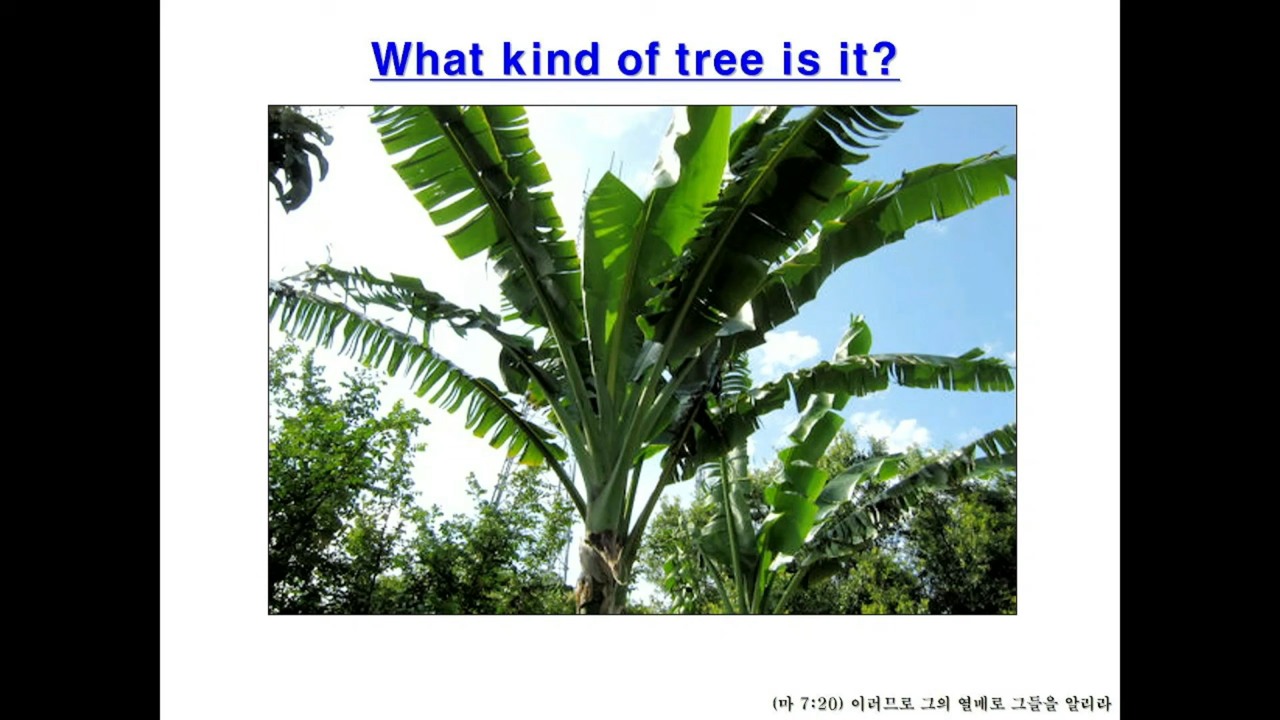 What kind of tree is it?
(마 7:20) 이러므로 그의 열매로 그들을 알리라